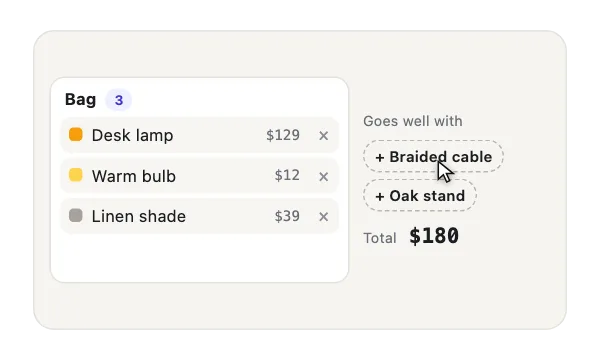 Bag 3
Desk lamp $129 ×
Warm bulb $12 ×
Linen shade $39 ×
Goes well with
+ Braided cable
+ Oak stand
Total $180